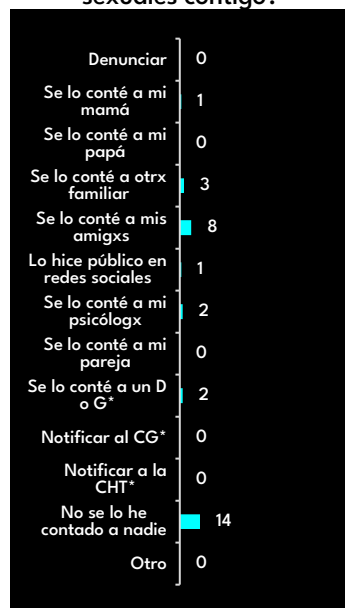 sexuales contigo?
Denunciar 0
Se lo conté a mi
mamá 1
Se lo conté a mi
papá 0
Se lo conté a otrx
familiar 3
Se lo conté a mis
amigxs 8
Lo hice público en
redes sociales 1
Se lo conté a mi
psicólogx 2
Se lo conté a mi
pareja 0
Se lo conté a un D
o G* 2
Notificar al CG* 0
Notificar a la
CHT* 0
No se lo he
contado a nadie 14
Otro 0